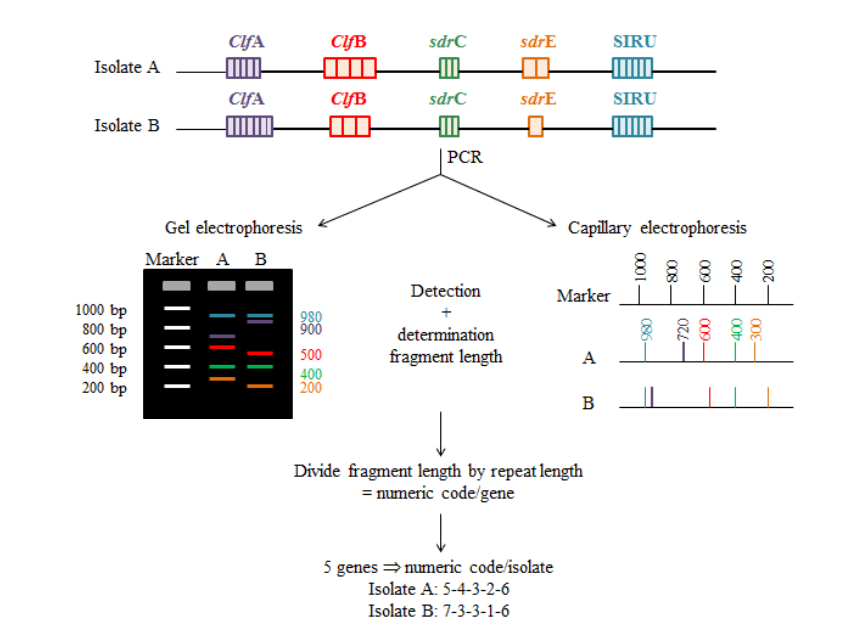 ClfA ClfB sdrC sdrE SIRU
Isolate A
ClfA ClfB sdrC sdrE SIRU
Isolate B
PCR
Gel electrophoresis
Capillary electrophoresis
Marker A B
1000 bp
800 bp
600 bp
400 bp
200 bp
980
900
500
400
200
Detection
+
determination
fragment length
1000 800 600 400 200
Marker
980 720 600 400 300
A
B
Divide fragment length by repeat length
= numeric code/gene
5 genes ⇒ numeric code/isolate
Isolate A: 5-4-3-2-6
Isolate B: 7-3-3-1-6